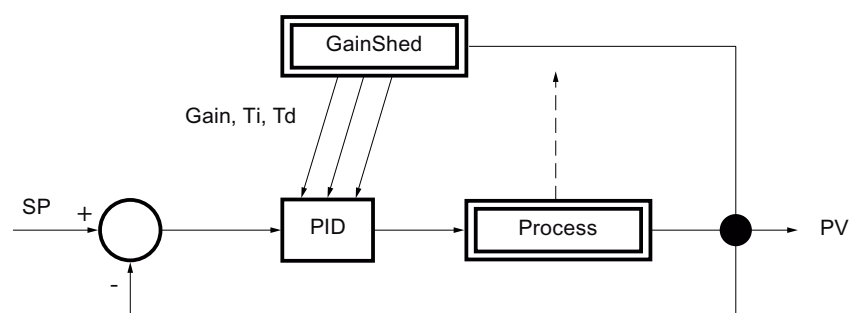 GainShed
Gain, Ti, Td
SP
+
PID
Process
PV
-